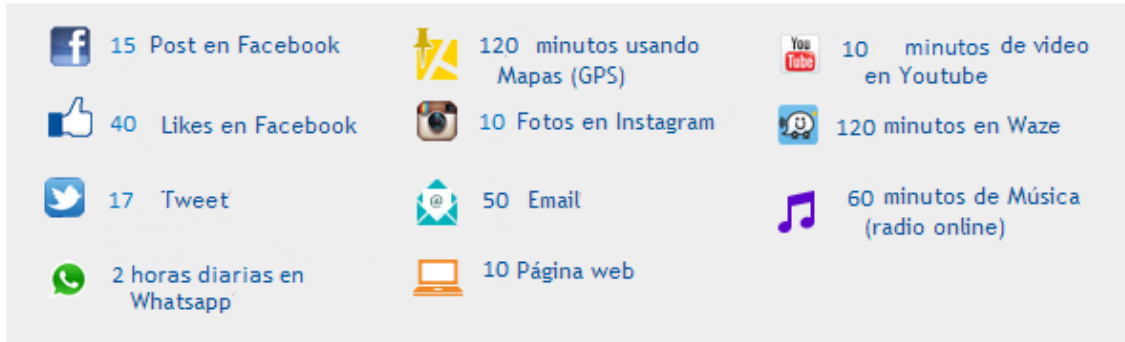 15 Post en Facebook
120 minutos usando
Mapas (GPS)
You
Tube
10 minutos de video
en Youtube
40 Likes en Facebook
10 Fotos en Instagram
120 minutos en Waze
17 Tweet
50 Email
60 minutos de Música
(radio online)
2 horas diarias en
Whatsapp
10 Página web